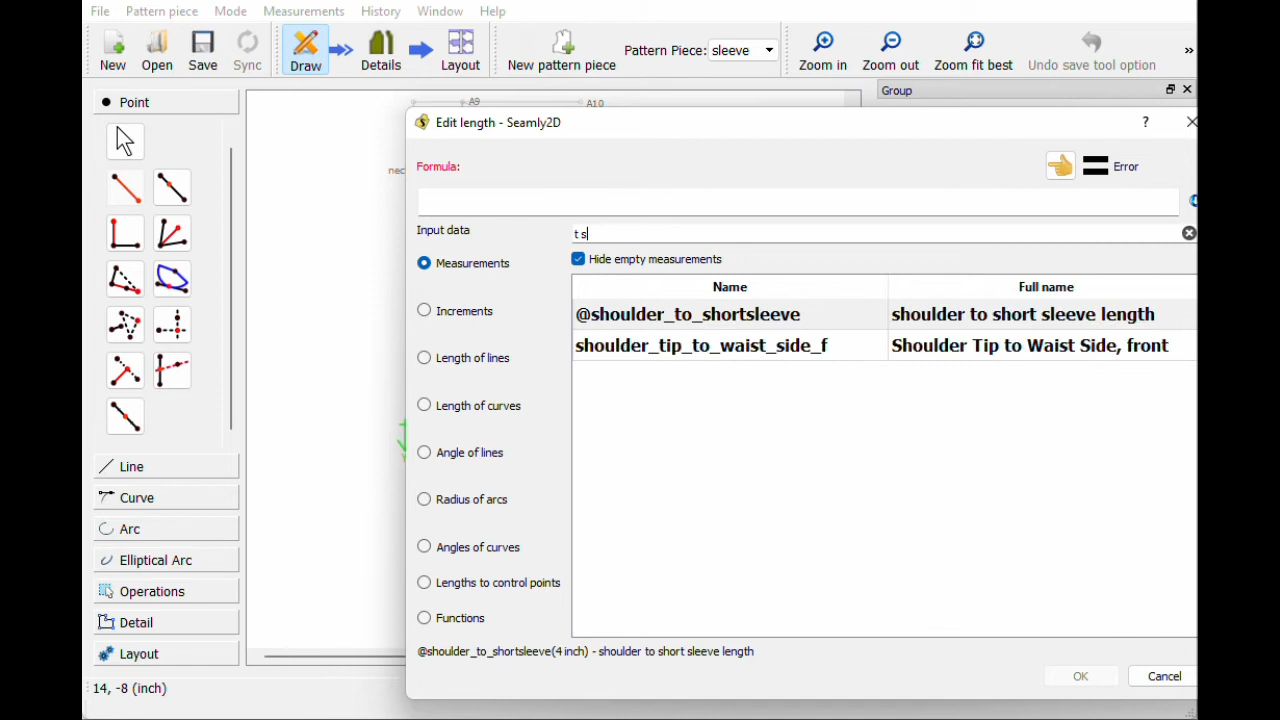 File Pattern piece Mode Measurements History Window Help
New Open Save Sync Draw Details Layout New pattern piece Pattern Piece: sleeve Zoom in Zoom out Zoom fit best Undo save tool option »
Point
A9 A10
Group
Edit length - Seamly2D ?
nec
Formula:
Error
Input data
t s
Measurements
Hide empty measurements
Name Full name
Increments
@shoulder_to_shortsleeve shoulder to short sleeve length
shoulder_tip_to_waist_side_f Shoulder Tip to Waist Side, front
Length of lines
Length of curves
Angle of lines
Line
Curve
Radius of arcs
Arc
Angles of curves
Elliptical Arc
Lengths to control points
Operations
Functions
Detail
Layout
@shoulder_to_shortsleeve(4 inch) - shoulder to short sleeve length
OK Cancel
14, -8 (inch)